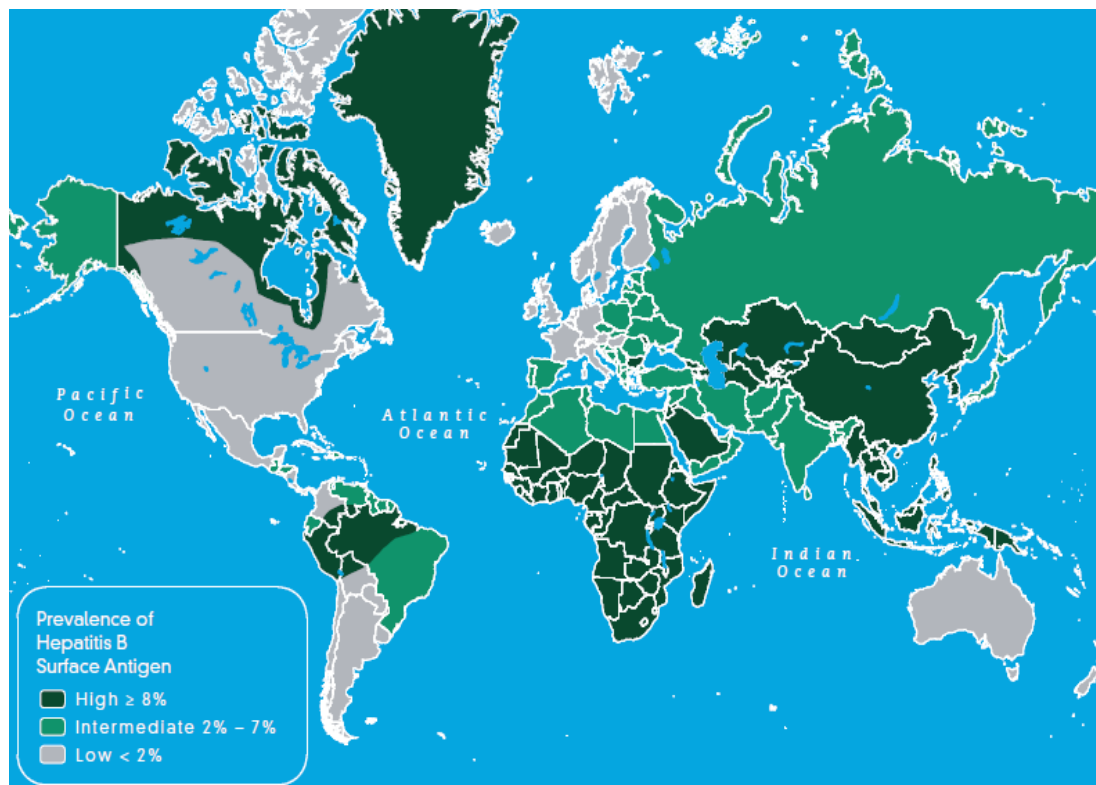 Pacific
Ocean
Atlantic
Ocean
Indian
Ocean
Prevalence of
Hepatitis B
Surface Antigen
High ≥ 8%
Intermediate 2% – 7%
Low < 2%